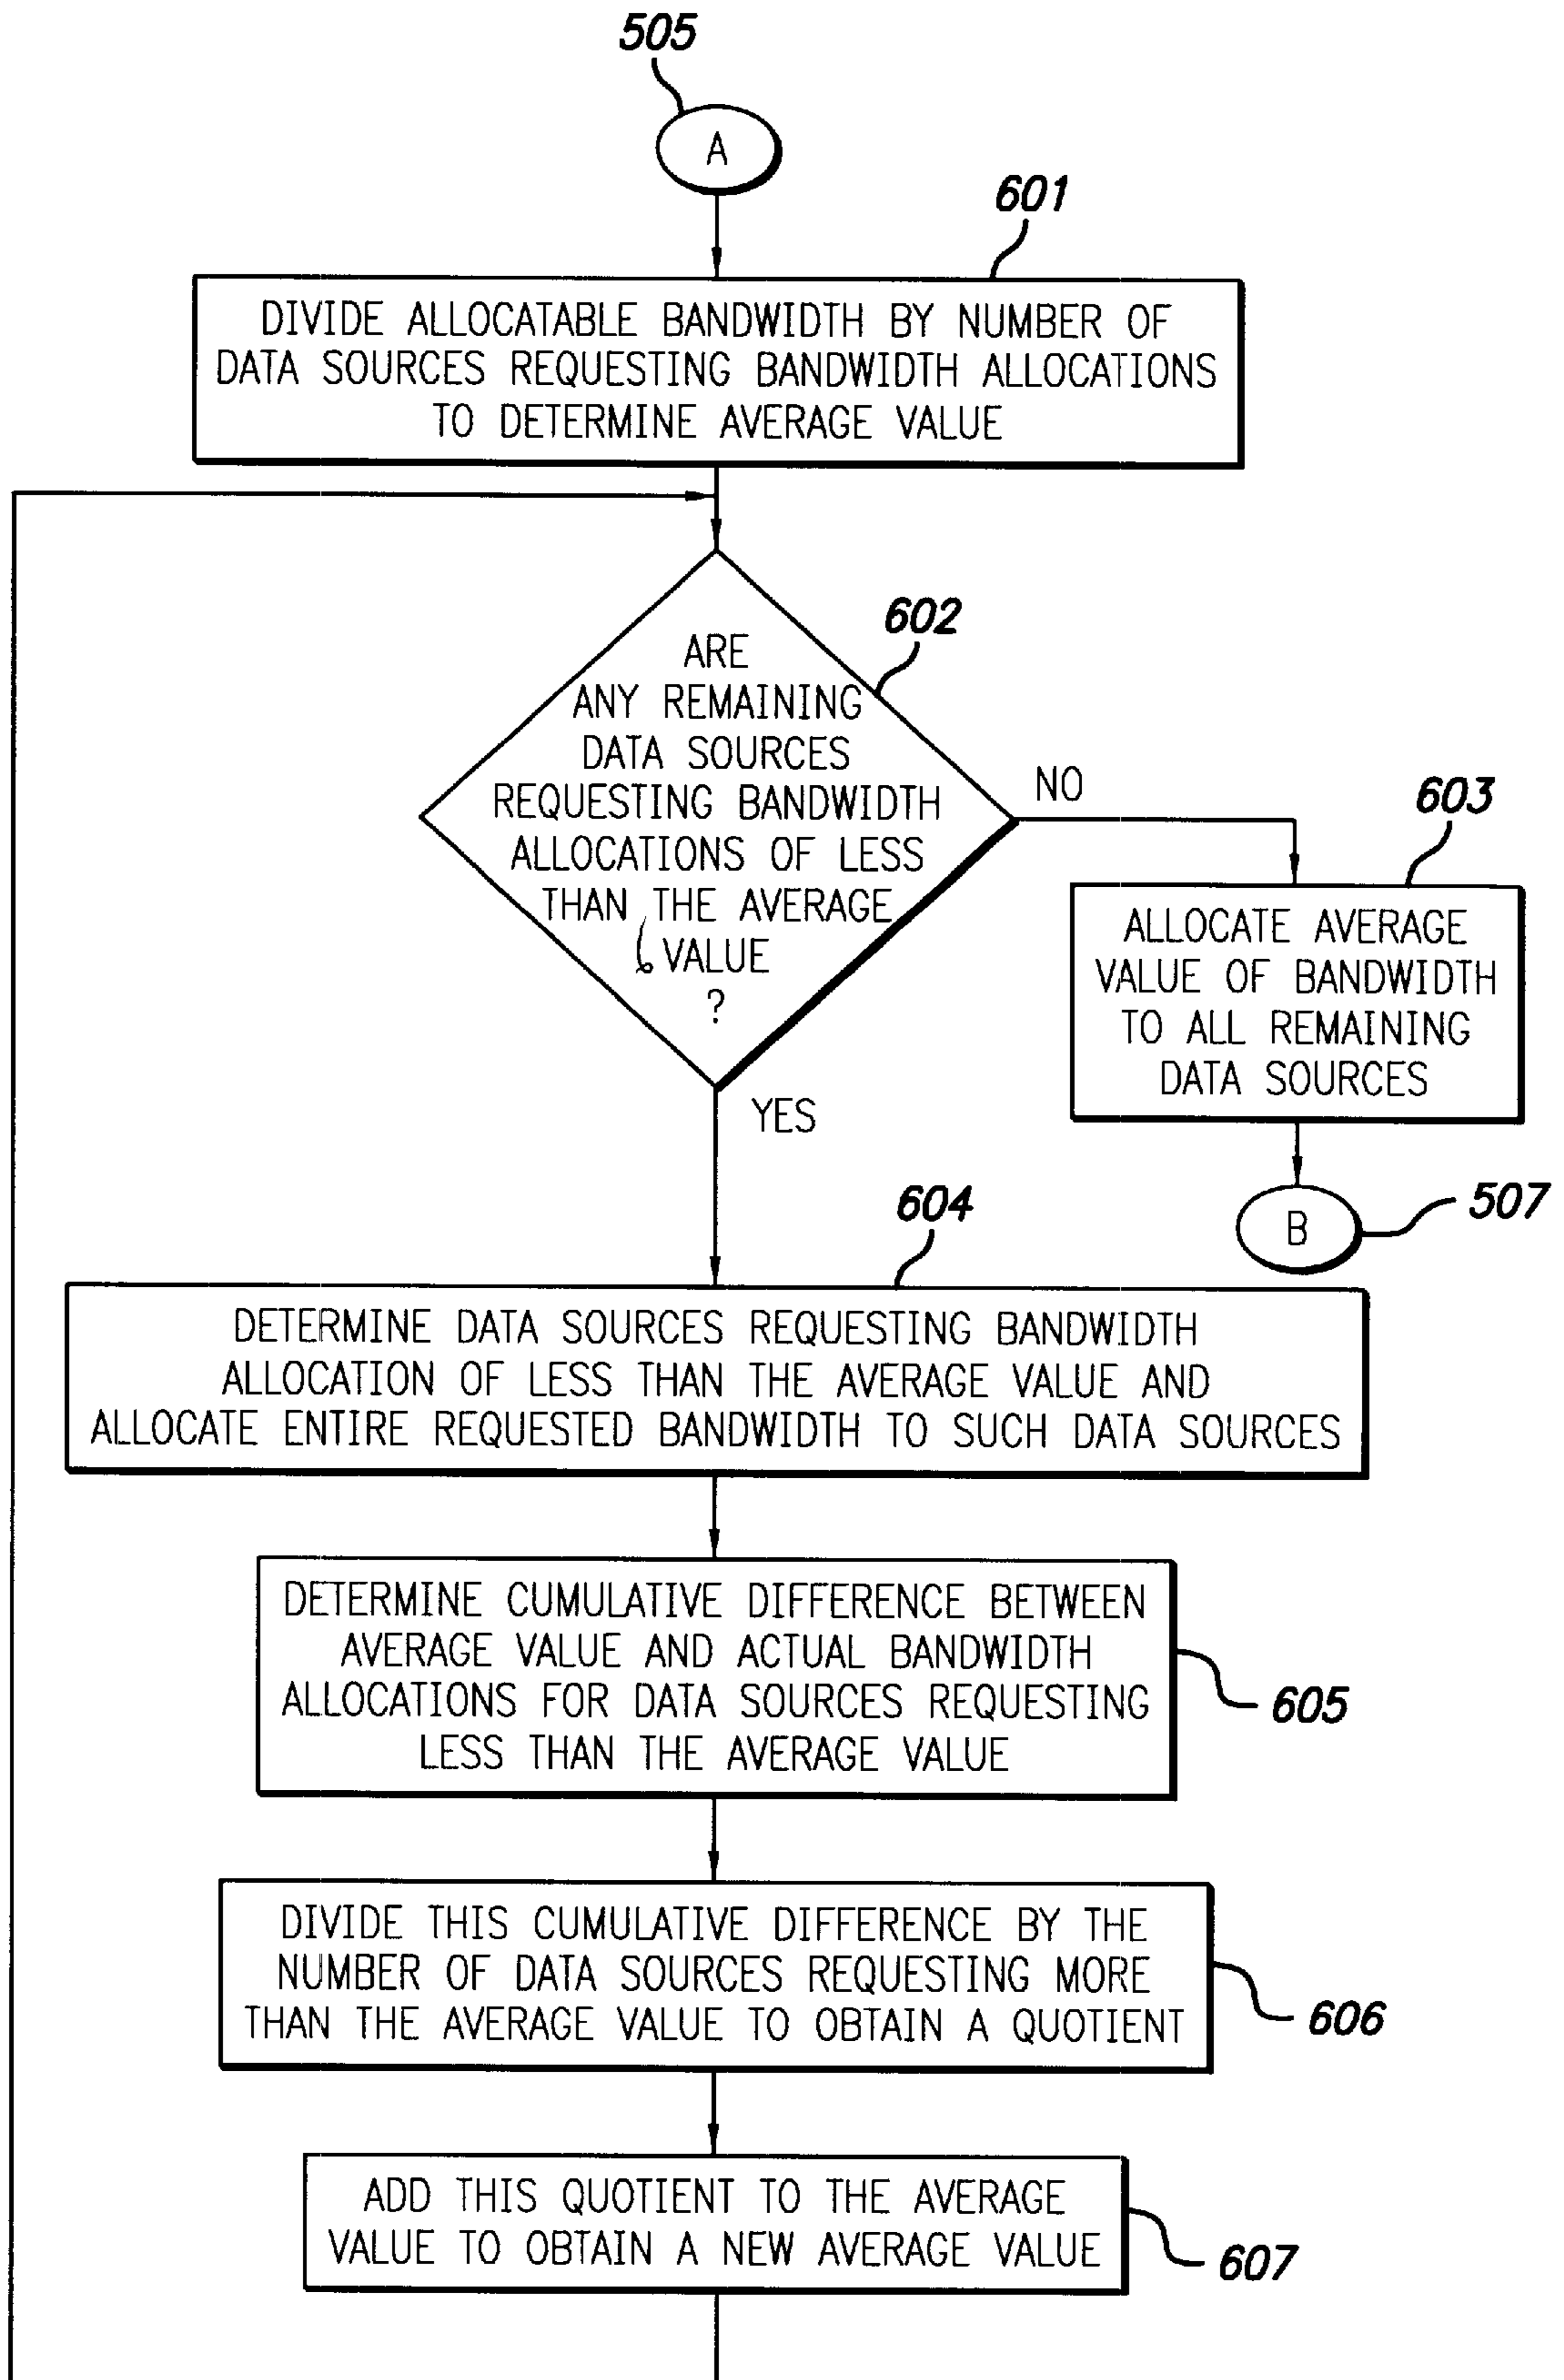 505
A
601
DIVIDE ALLOCATABLE BANDWIDTH BY NUMBER OF
DATA SOURCES REQUESTING BANDWIDTH ALLOCATIONS
TO DETERMINE AVERAGE VALUE
602
ARE
ANY REMAINING
DATA SOURCES
REQUESTING BANDWIDTH
ALLOCATIONS OF LESS
THAN THE AVERAGE
VALUE
?
NO
YES
603
ALLOCATE AVERAGE
VALUE OF BANDWIDTH
TO ALL REMAINING
DATA SOURCES
B
507
604
DETERMINE DATA SOURCES REQUESTING BANDWIDTH
ALLOCATION OF LESS THAN THE AVERAGE VALUE AND
ALLOCATE ENTIRE REQUESTED BANDWIDTH TO SUCH DATA SOURCES
DETERMINE CUMULATIVE DIFFERENCE BETWEEN
AVERAGE VALUE AND ACTUAL BANDWIDTH
ALLOCATIONS FOR DATA SOURCES REQUESTING
LESS THAN THE AVERAGE VALUE
605
DIVIDE THIS CUMULATIVE DIFFERENCE BY THE
NUMBER OF DATA SOURCES REQUESTING MORE
THAN THE AVERAGE VALUE TO OBTAIN A QUOTIENT
606
ADD THIS QUOTIENT TO THE AVERAGE
VALUE TO OBTAIN A NEW AVERAGE VALUE
607